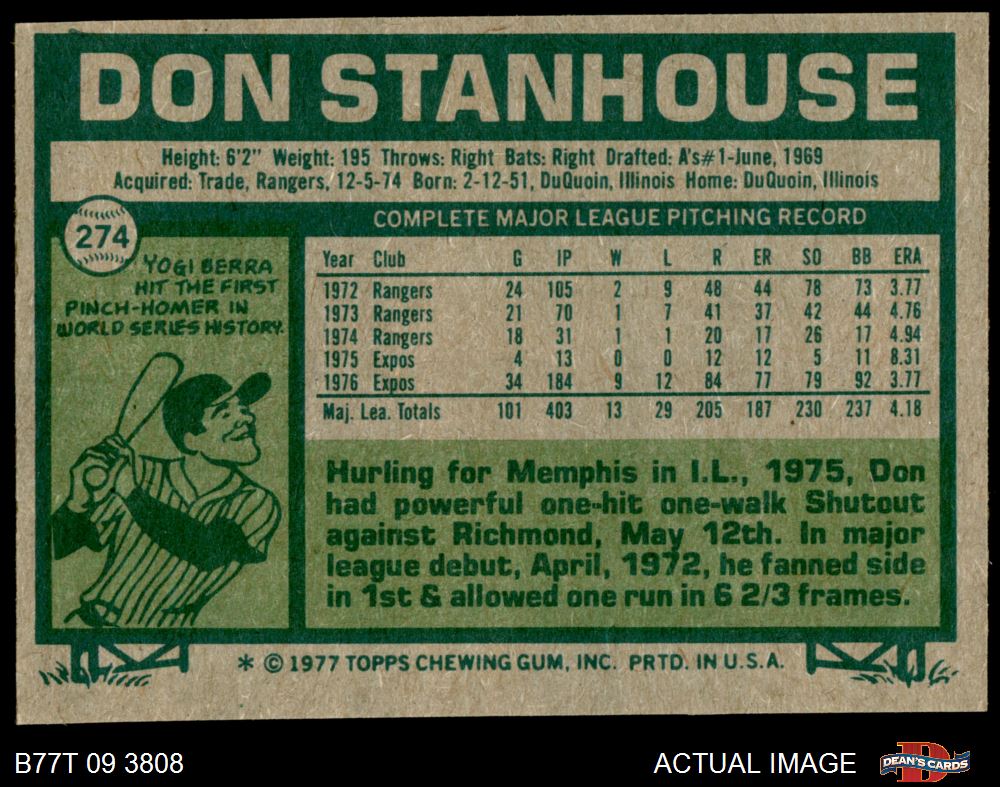 DON STANHOUSE
Height: 6'2" Weight: 195 Throws: Right Bats: Right Drafted: A's#1-June, 1969
Acquired: Trade, Rangers, 12-5-74 Born: 2-12-51, DuQuoin, Illinois Home: DuQuoin, Illinois
274
YOGI BERRA
HIT THE FIRST
PINCH-HOMER IN
WORLD SERIES HISTORY.
COMPLETE MAJOR LEAGUE PITCHING RECORD
Year Club G IP W L R ER SO BB ERA
1972 Rangers 24 105 2 9 48 44 78 73 3.77
1973 Rangers 21 70 1 7 41 37 42 44 4.76
1974 Rangers 18 31 1 1 20 17 26 17 4.94
1975 Expos 4 13 0 0 12 12 5 11 8.31
1976 Expos 34 184 9 12 84 77 79 92 3.77
Maj. Lea. Totals 101 403 13 29 205 187 230 237 4.18
Hurling for Memphis in I.L., 1975, Don
had powerful one-hit one-walk Shutout
against Richmond, May 12th. In major
league debut, April, 1972, he fanned side
in 1st & allowed one run in 6 2/3 frames.
* © 1977 TOPPS CHEWING GUM, INC. PRTD. IN U.S.A.
B77T 09 3808
ACTUAL IMAGE
DEAN'S CARDS